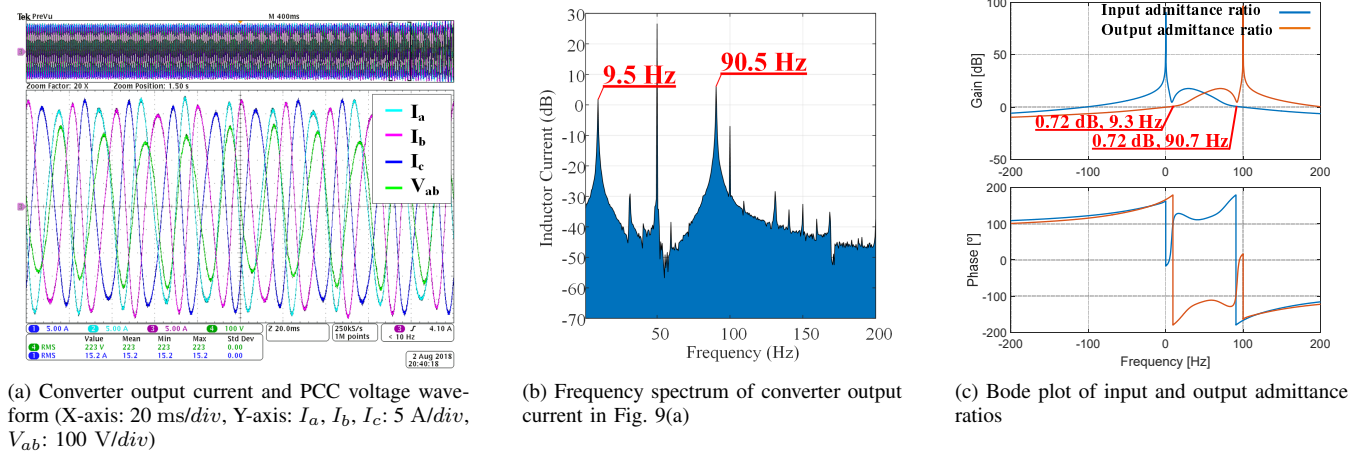 Tek PreVu
M 400ms
Zoom Factor: 20 X
Zoom Position: 1.50 s
Ia
Ib
Ic
Vab
1 5.00 A
2 5.00 A
3 5.00 A
4 100 V
Z 20.0ms
250kS/s
1M points
3 4.10 A
< 10 Hz
Value Mean Min Max Std Dev
4 RMS 223 V 223 223 223 0.00
1 RMS 15.2 A 15.2 15.2 15.2 0.00
2 Aug 2018
20:40:18
(a) Converter output current and PCC voltage wave-
form (X-axis: 20 ms/div, Y-axis: Ia, Ib, Ic: 5 A/div,
Vab: 100 V/div)
30
20
10
0
-10
-20
-30
-40
-50
-60
-70
Inductor Current (dB)
9.5 Hz
90.5 Hz
50
100
150
200
Frequency (Hz)
(b) Frequency spectrum of converter output
current in Fig. 9(a)
100
50
0
-50
Gain [dB]
Input admittance ratio
Output admittance ratio
0.72 dB, 9.3 Hz
0.72 dB, 90.7 Hz
-200
-100
0
100
200
200
100
0
-100
-200
Phase [º]
-200
-100
0
100
200
Frequency [Hz]
(c) Bode plot of input and output admittance
ratios